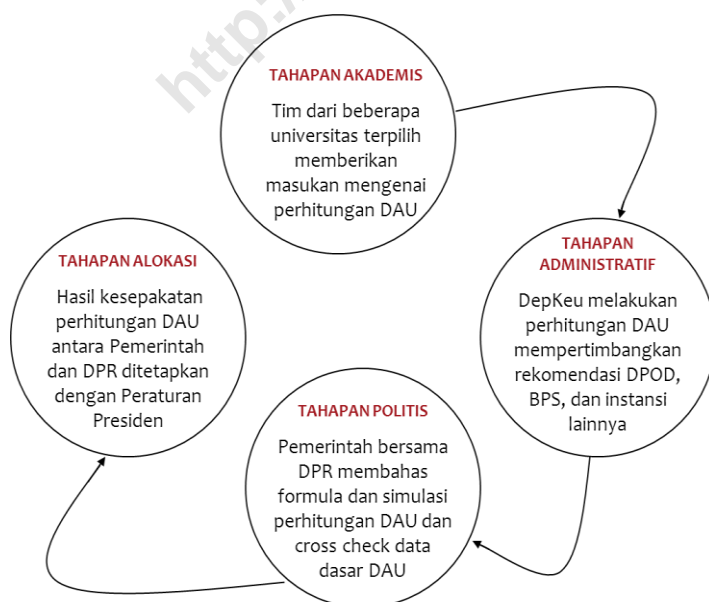 http:
TAHAPAN AKADEMIS
Tim dari beberapa
universitas terpilih
memberikan
masukan mengenai
perhitungan DAU
TAHAPAN
ADMINISTRATIF
DepKeu melakukan
perhitungan DAU
mempertimbangkan
rekomendasi DPOD,
BPS, dan instansi
lainnya
TAHAPAN POLITIS
Pemerintah bersama
DPR membahas
formula dan simulasi
perhitungan DAU dan
cross check data
dasar DAU
TAHAPAN ALOKASI
Hasil kesepakatan
perhitungan DAU
antara Pemerintah
dan DPR ditetapkan
dengan Peraturan
Presiden